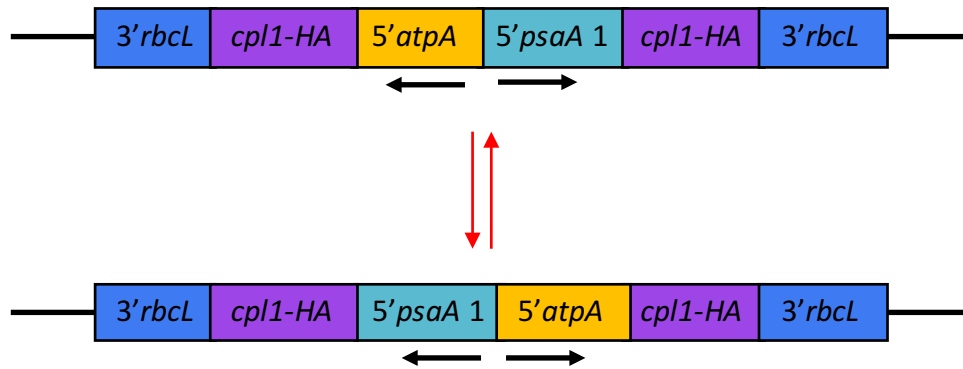 3’rbcL cpl1-HA 5’atpA 5’psaA 1 cpl1-HA 3’rbcL
3’rbcL cpl1-HA 5’psaA 1 5’atpA cpl1-HA 3’rbcL